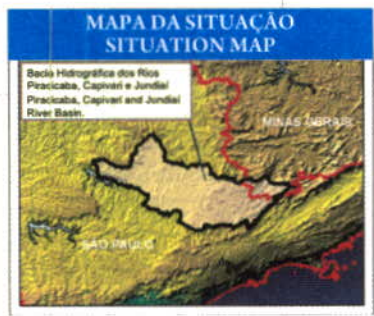 MAPA DA SITUAÇÃO
SITUATION MAP
Bacia Hidrográfica dos Rios
Piracicaba, Capivari e Jundiaí
Piracicaba, Capivari and Jundiaí
River Basin.
MINAS GERAIS
SÃO PAULO